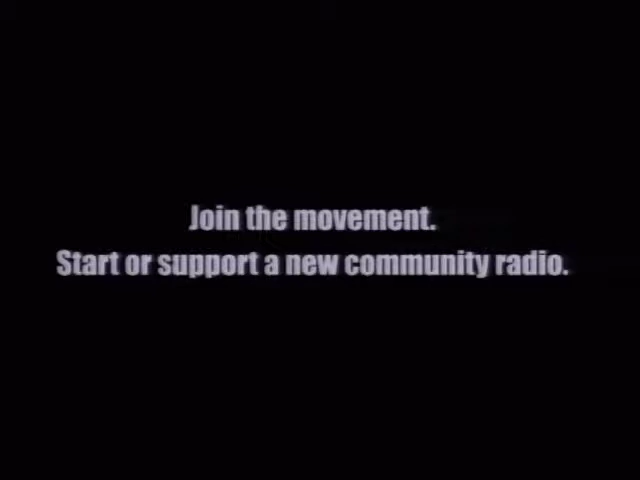 Join the movement.
Start or support a new community radio.